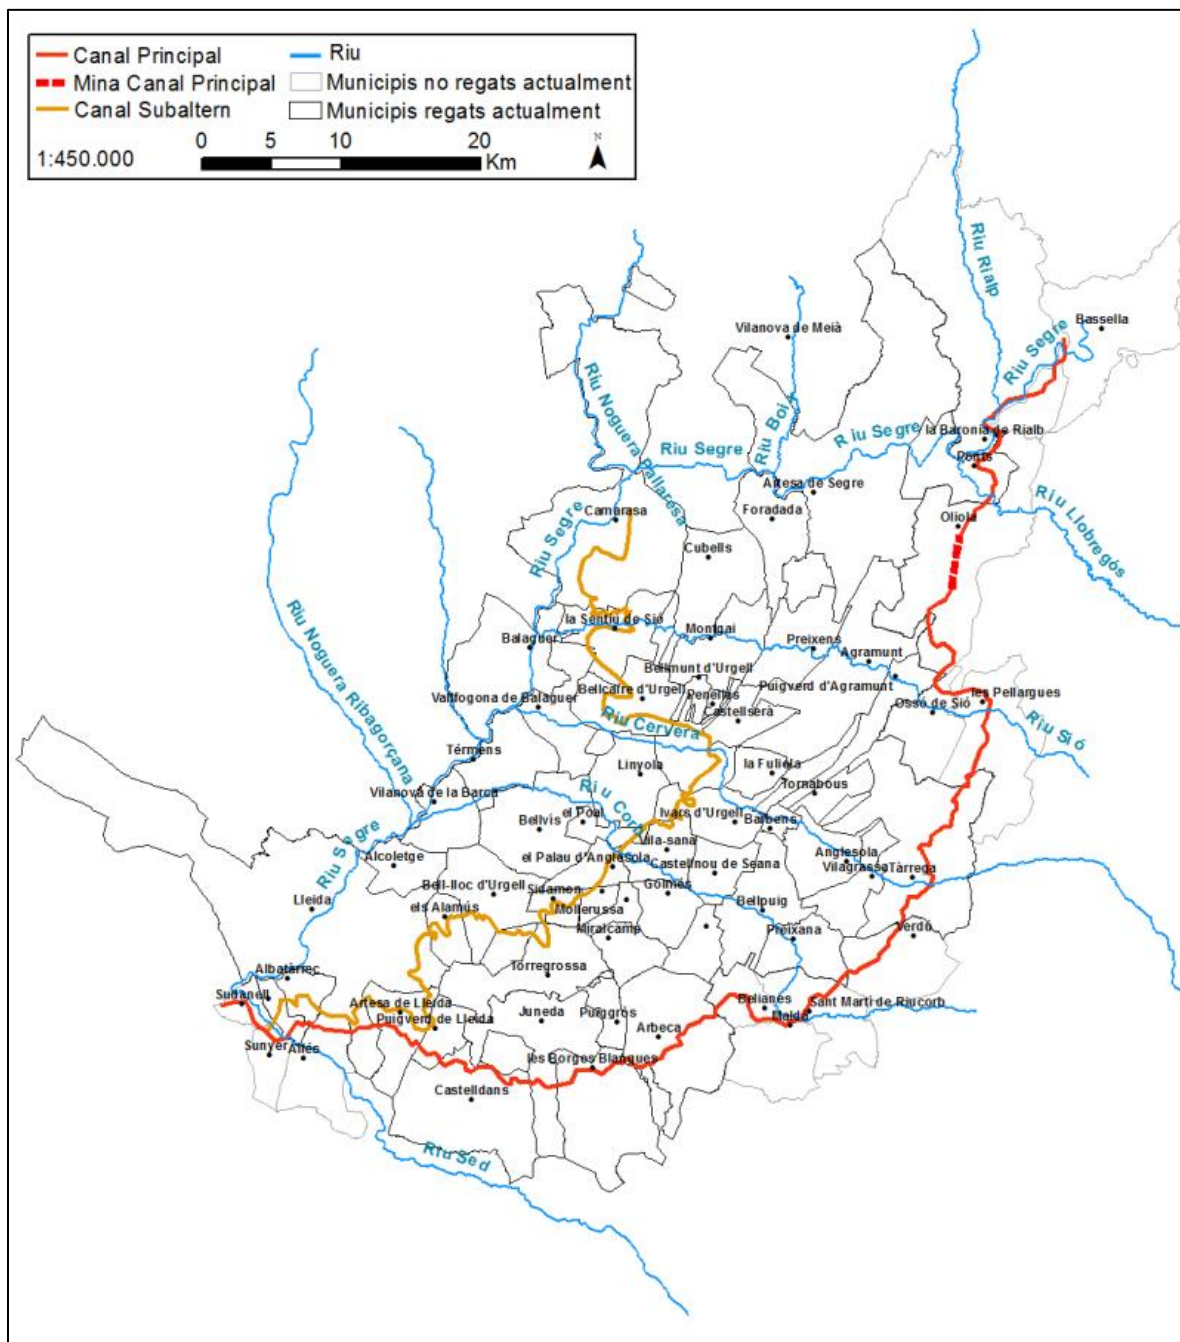 Canal Principal
Riu
Mina Canal Principal
Municipis no regats actualment
Canal Subaltern
Municipis regats actualment
0 5 10 20
1:450.000
Km
N
Riu Rialp
Bassella
Vilanova de Meià
Riu Segre
Riu Noguera Pallaresa
Riu Boix
Riu Segre
Riu Segre
la Baronia de Rialb
Ponts
Artesa de Segre
Riu Llobregós
Camarasa
Foradada
Oliola
Riu Segre
Cubells
la Sentiu de Sió
Balaguer
Montgai
Preixens
Agramunt
Riu Noguera Ribagorçana
Bellmunt d'Urgell
Puigverd d'Agramunt
Bellcaire d'Urgell
Penelles
les Pellargues
Vallfogona de Balaguer
Ossó de Sió
Castellserà
Riu Cervera
Riu Sió
Térmens
Linyola
la Fuliola
Tornabous
Vilanova de la Barca
Riu Corb
Bellvís
el Poal
Ivars d'Urgell
Barbens
Riu Segre
Vila-sana
Alcoletge
el Palau d'Anglesola
Castellnou de Seana
Anglesola
Vilagrassa
Tàrrega
Bell-lloc d'Urgell
Sidamon
Golmés
Lleida
els Alamús
Mollerussa
Bellpuig
Miralcamp
Preixana
Verdú
Albatàrrec
Torregrossa
Sudanell
Artesa de Lleida
Belianes
Sant Martí de Riucorb
Puigverd de Lleida
Juneda
Puiggròs
Maldà
Sunyer
Alfés
Arbeca
les Borges Blanques
Castelldans
Riu Sed